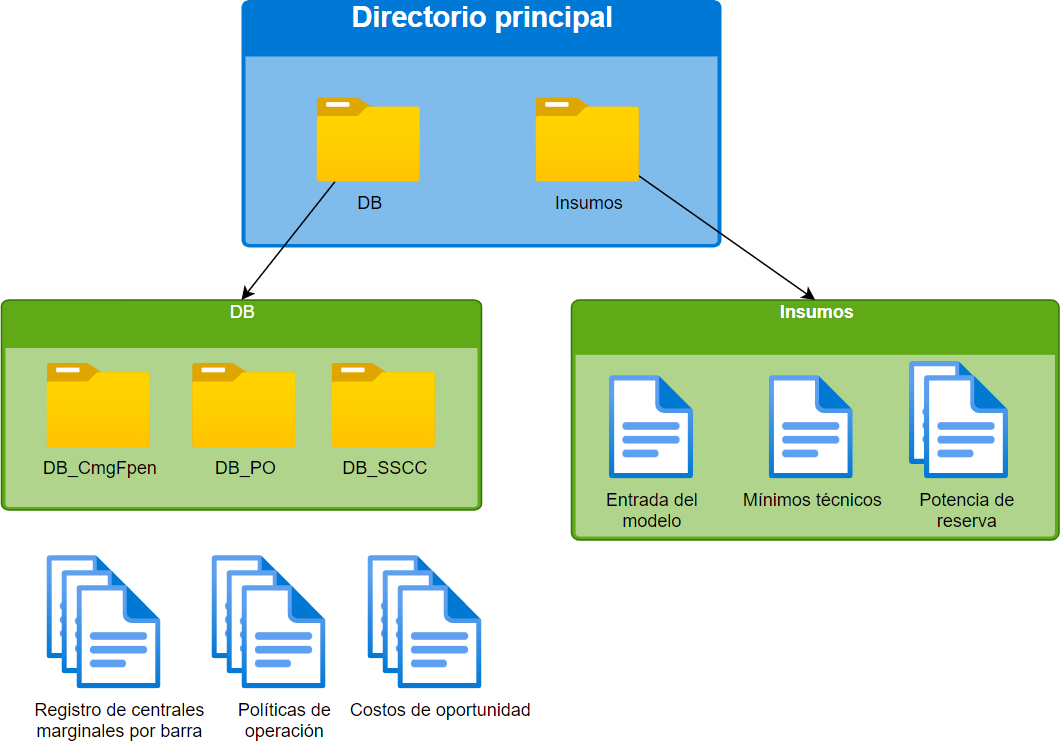 Directorio principal
DB
Insumos
DB
DB_CmgFpen
DB_PO
DB_SSCC
Insumos
Entrada del
modelo
Mínimos técnicos
Potencia de
reserva
Registro de centrales
marginales por barra
Políticas de
operación
Costos de oportunidad